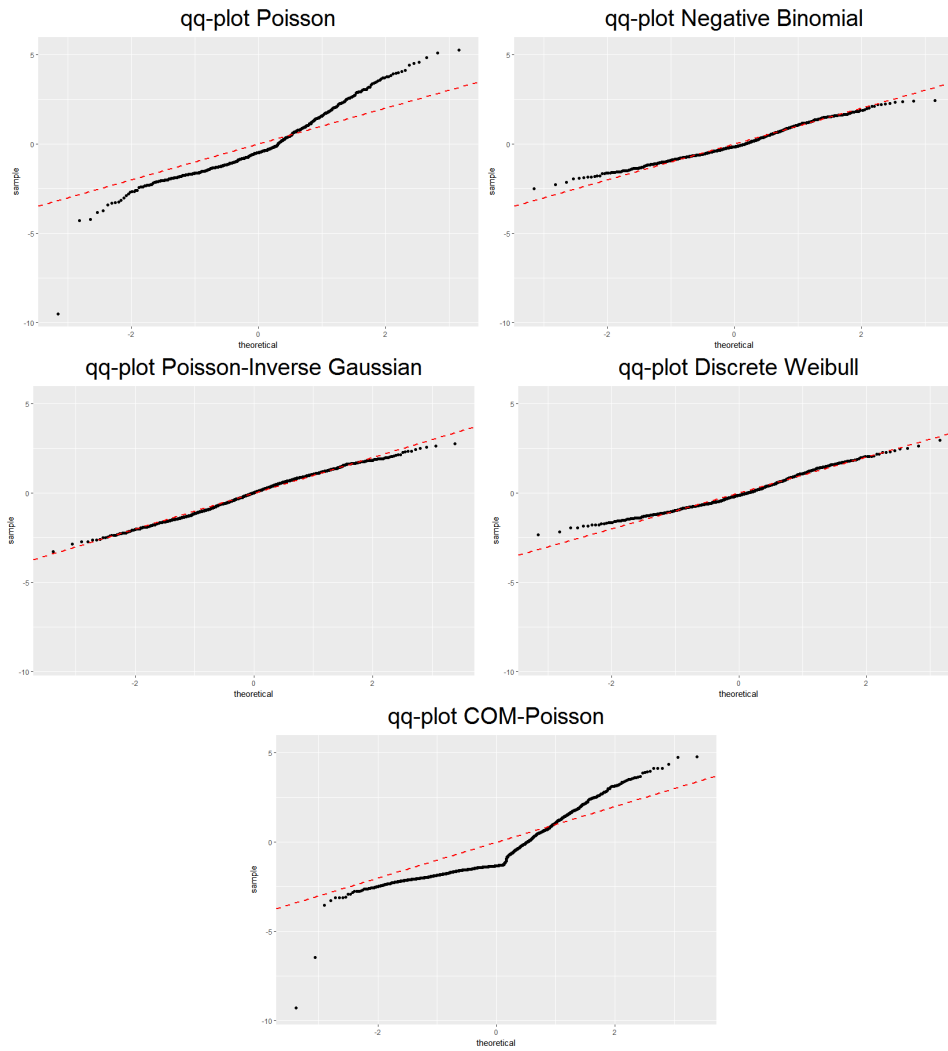 qq-plot Poisson
5
0
-5
-10
sample
-2
0
2
theoretical
qq-plot Negative Binomial
5
0
-5
-10
sample
-2
0
2
theoretical
qq-plot Poisson-Inverse Gaussian
5
0
-5
-10
sample
-2
0
2
theoretical
qq-plot Discrete Weibull
5
0
-5
-10
sample
-2
0
2
theoretical
qq-plot COM-Poisson
5
0
-5
-10
sample
-2
0
2
theoretical